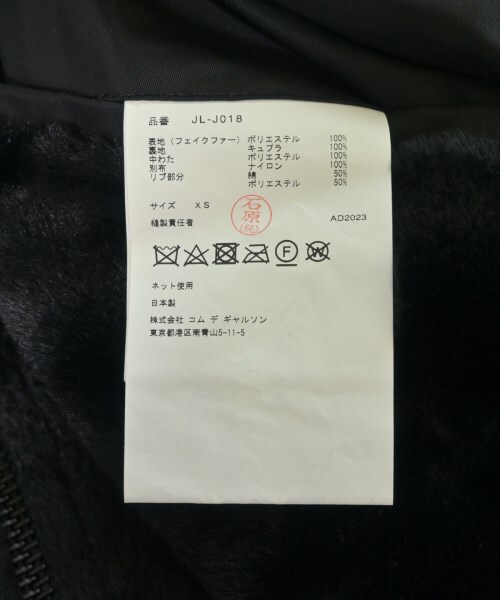 品番 JL-J018
表地 (フェイクファー) ポリエステル 100%
裏地 キュプラ 100%
中わた ポリエステル 100%
別布 ナイロン 100%
リブ部分 綿 50%
ポリエステル 50%
サイズ XS
石原
(純)
縫製責任者 AD2023
F W
ネット使用
日本製
株式会社 コム デ ギャルソン
東京都港区南青山5-11-5